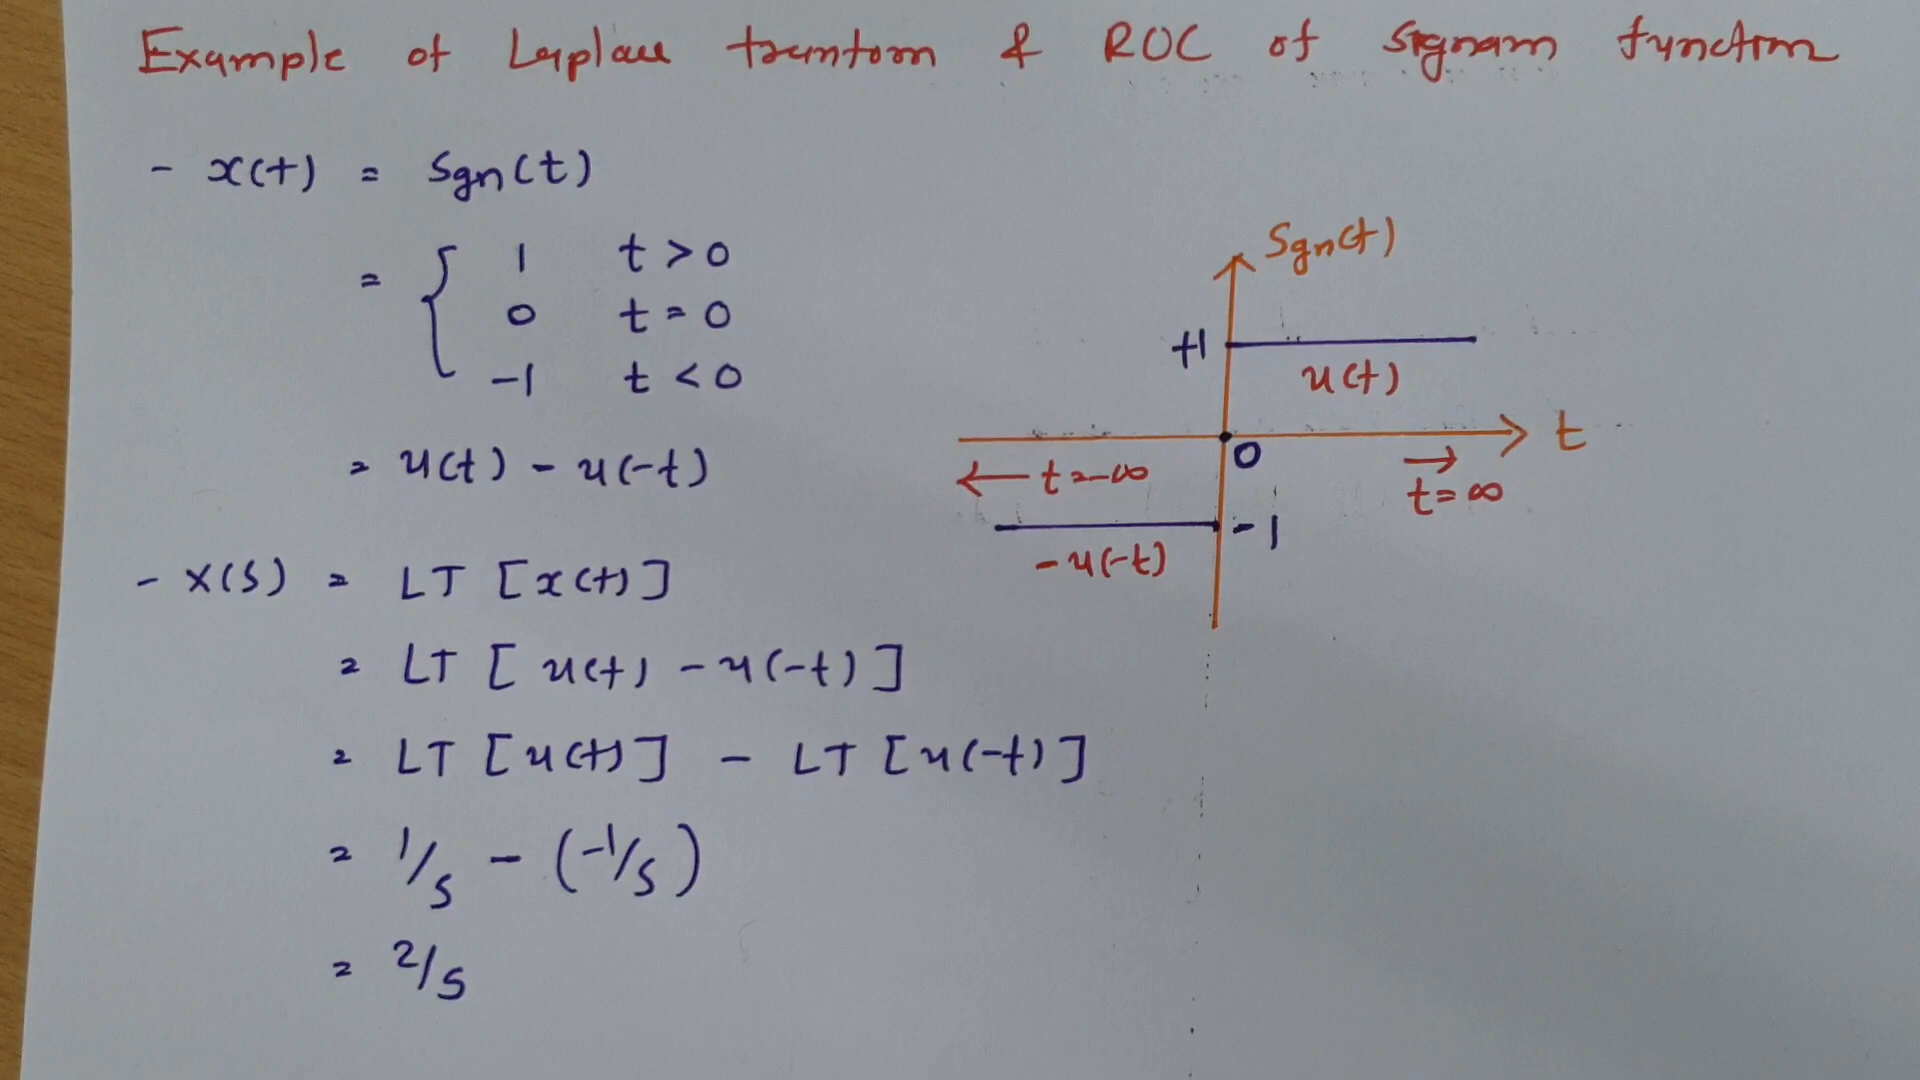 Example of Laplace transform & ROC of signum function
- x(t) = Sgn(t)
= { 1 t > 0
0 t = 0
-1 t < 0
= u(t) - u(-t)
- X(S) = LT [x(t)]
= LT [ u(t) - u(-t) ]
= LT [u(t)] - LT [u(-t)]
= 1/s - (-1/s)
= 2/s
Sgn(t)
+1
u(t)
t
0
← t=-∞
→
t=∞
-1
-u(-t)